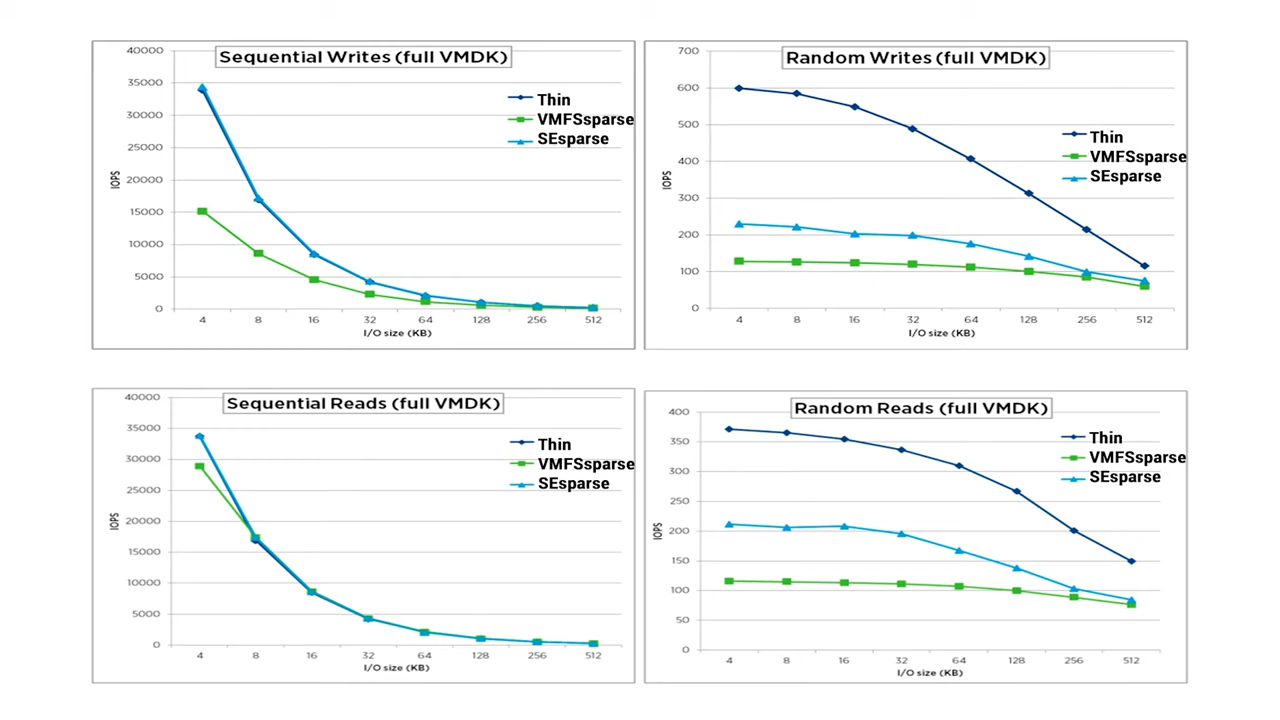 Sequential Writes (full VMDK)
40000
35000
30000
25000
20000
15000
10000
5000
0
IOPS
4 8 16 32 64 128 256 512
I/O size (KB)
Thin
VMFSsparse
SEsparse
Random Writes (full VMDK)
700
600
500
400
300
200
100
0
IOPS
4 8 16 32 64 128 256 512
I/O size (KB)
Thin
VMFSsparse
SEsparse
Sequential Reads (full VMDK)
40000
35000
30000
25000
20000
15000
10000
5000
0
IOPS
4 8 16 32 64 128 256 512
I/O size (KB)
Thin
VMFSsparse
SEsparse
Random Reads (full VMDK)
400
350
300
250
200
150
100
50
0
IOPS
4 8 16 32 64 128 256 512
I/O size (KB)
Thin
VMFSsparse
SEsparse